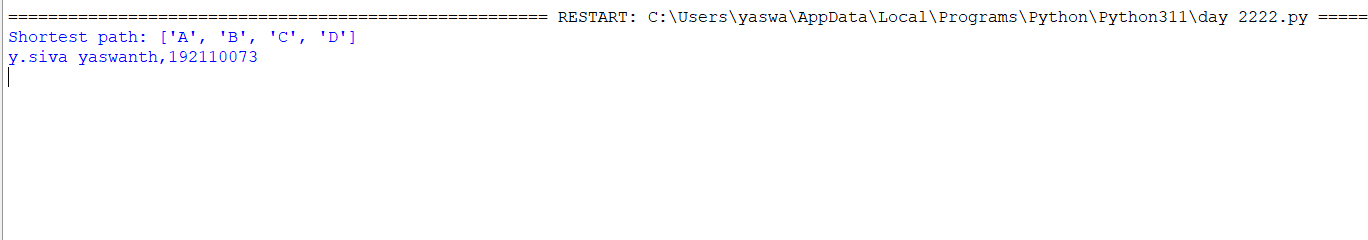 ====================================================== RESTART: C:\Users\yaswa\AppData\Local\Programs\Python\Python311\day 2222.py =====
Shortest path: ['A', 'B', 'C', 'D']
y.siva yaswanth,192110073